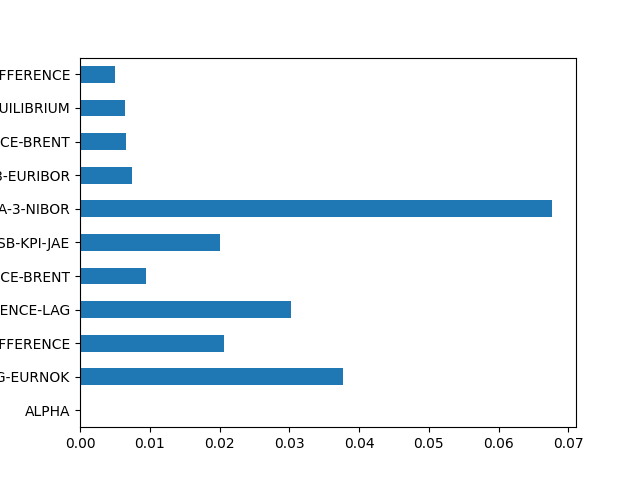 FFERENCE
UILIBRIUM
CE-BRENT
3-EURIBOR
A-3-NIBOR
SB-KPI-JAE
CE-BRENT
ENCE-LAG
FFERENCE
G-EURNOK
ALPHA
0.00 0.01 0.02 0.03 0.04 0.05 0.06 0.07